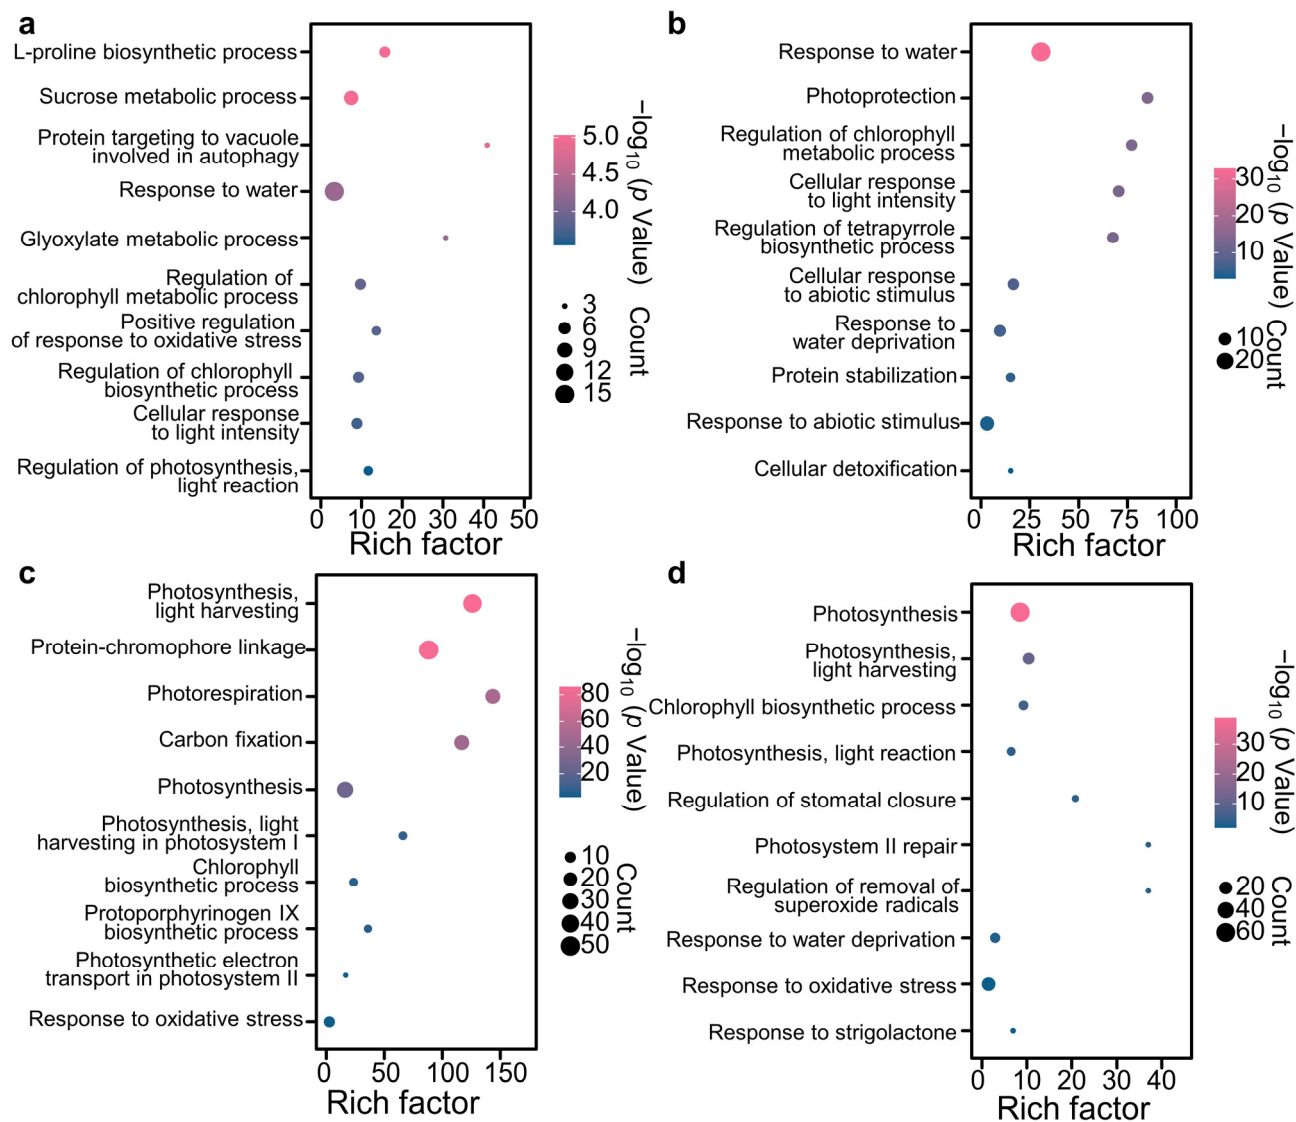 a
L-proline biosynthetic process
Sucrose metabolic process
Protein targeting to vacuole
involved in autophagy
Response to water
Glyoxylate metabolic process
Regulation of
chlorophyll metabolic process
Positive regulation
of response to oxidative stress
Regulation of chlorophyll
biosynthetic process
Cellular response
to light intensity
Regulation of photosynthesis,
light reaction
0 10 20 30 40 50
Rich factor
5.0
4.5
4.0
−log10 (p Value)
3
6
9
12
15
Count
b
Response to water
Photoprotection
Regulation of chlorophyll
metabolic process
Cellular response
to light intensity
Regulation of tetrapyrrole
biosynthetic process
Cellular response
to abiotic stimulus
Response to
water deprivation
Protein stabilization
Response to abiotic stimulus
Cellular detoxification
0 25 50 75 100
Rich factor
30
20
10
−log10 (p Value)
10
20
Count
c
Photosynthesis,
light harvesting
Protein-chromophore linkage
Photorespiration
Carbon fixation
Photosynthesis
Photosynthesis, light
harvesting in photosystem I
Chlorophyll
biosynthetic process
Protoporphyrinogen IX
biosynthetic process
Photosynthetic electron
transport in photosystem II
Response to oxidative stress
0 50 100 150
Rich factor
80
60
40
20
−log10 (p Value)
10
20
30
40
50
Count
d
Photosynthesis
Photosynthesis,
light harvesting
Chlorophyll biosynthetic process
Photosynthesis, light reaction
Regulation of stomatal closure
Photosystem II repair
Regulation of removal of
superoxide radicals
Response to water deprivation
Response to oxidative stress
Response to strigolactone
0 10 20 30 40
Rich factor
30
20
10
−log10 (p Value)
20
40
60
Count